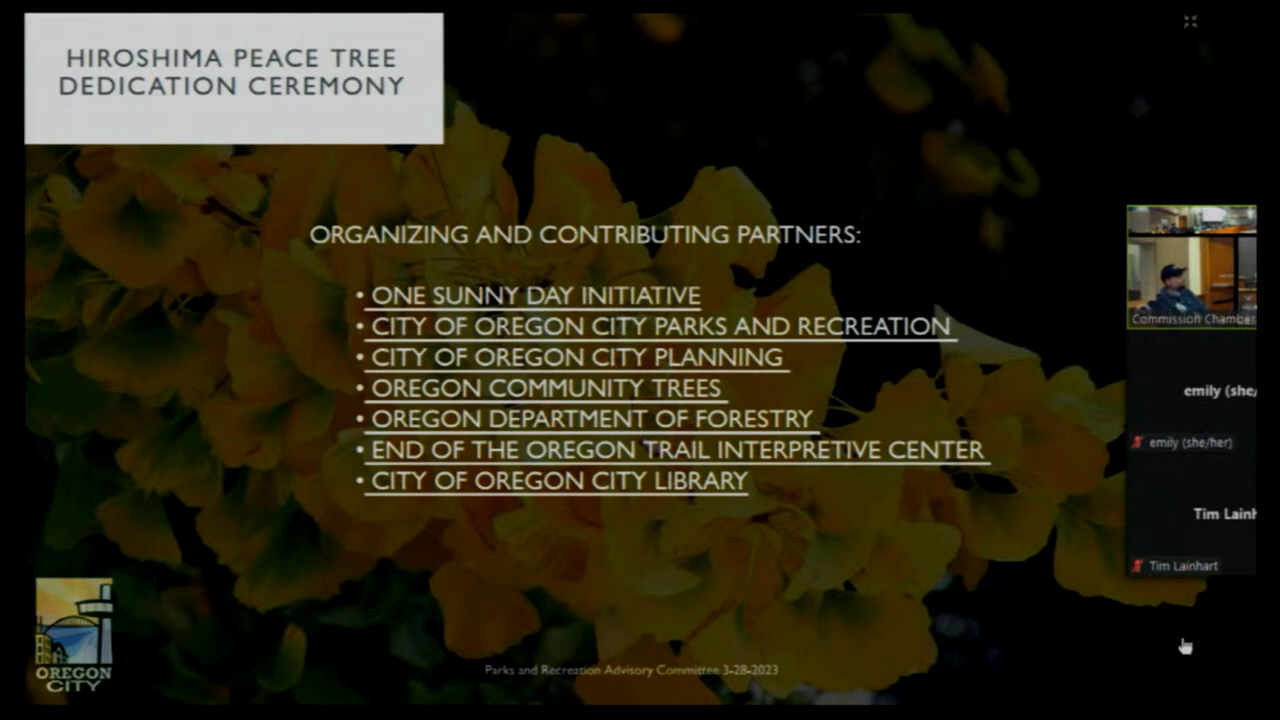 HIROSHIMA PEACE TREE
DEDICATION CEREMONY
ORGANIZING AND CONTRIBUTING PARTNERS:
• ONE SUNNY DAY INITIATIVE
• CITY OF OREGON CITY PARKS AND RECREATION
• CITY OF OREGON CITY PLANNING
• OREGON COMMUNITY TREES
• OREGON DEPARTMENT OF FORESTRY
• END OF THE OREGON TRAIL INTERPRETIVE CENTER
• CITY OF OREGON CITY LIBRARY
Commission Chamber
emily (she/
emily (she/her)
Tim Lainh
Tim Lainhart
OREGON
CITY
Parks and Recreation Advisory Committee 3-28-2023